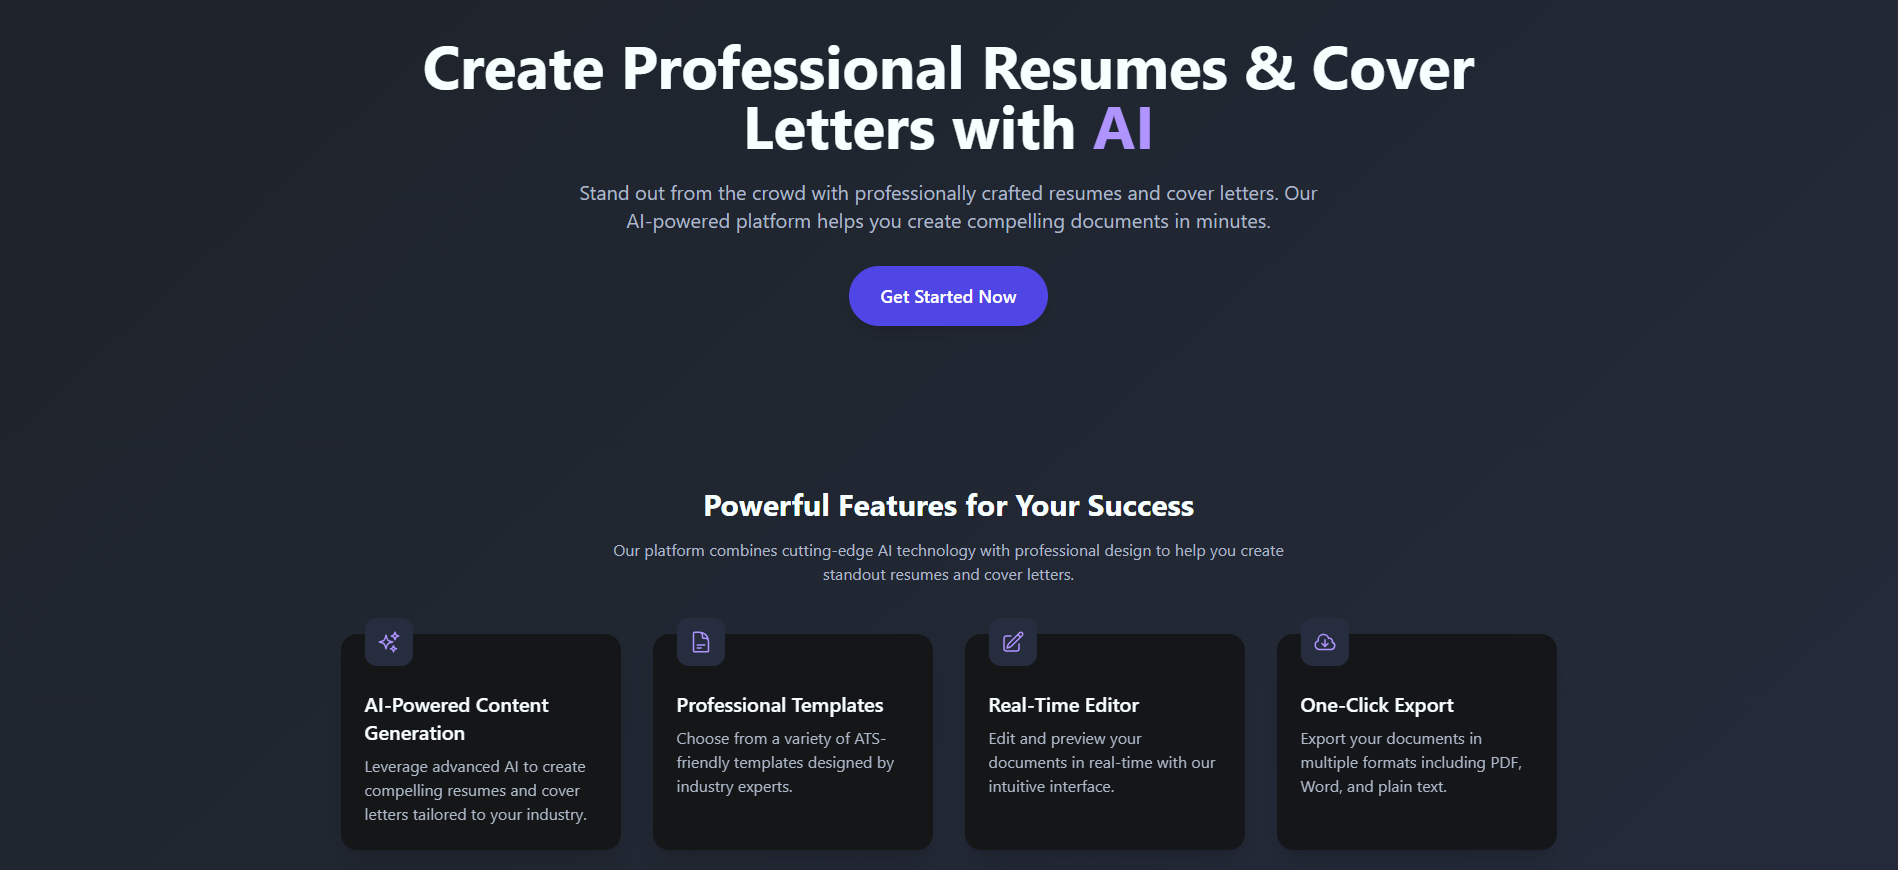 Create Professional Resumes & Cover
Letters with AI
Stand out from the crowd with professionally crafted resumes and cover letters. Our
AI-powered platform helps you create compelling documents in minutes.
Get Started Now
Powerful Features for Your Success
Our platform combines cutting-edge AI technology with professional design to help you create
standout resumes and cover letters.
AI-Powered Content
Generation
Leverage advanced AI to create
compelling resumes and cover
letters tailored to your industry.
Professional Templates
Choose from a variety of ATS-
friendly templates designed by
industry experts.
Real-Time Editor
Edit and preview your
documents in real-time with our
intuitive interface.
One-Click Export
Export your documents in
multiple formats including PDF,
Word, and plain text.